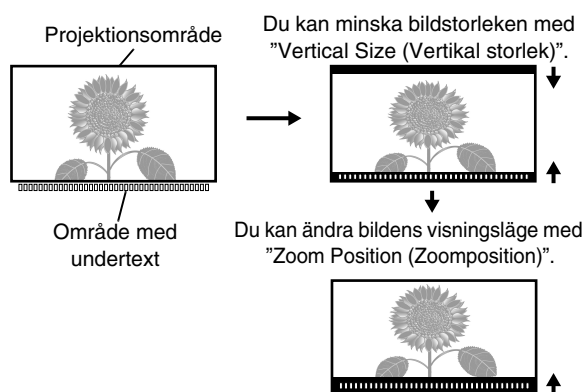 Projektionsområde
Du kan minska bildstorleken med
”Vertical Size (Vertikal storlek)”.
Område med
undertext
Du kan ändra bildens visningsläge med
”Zoom Position (Zoomposition)”.